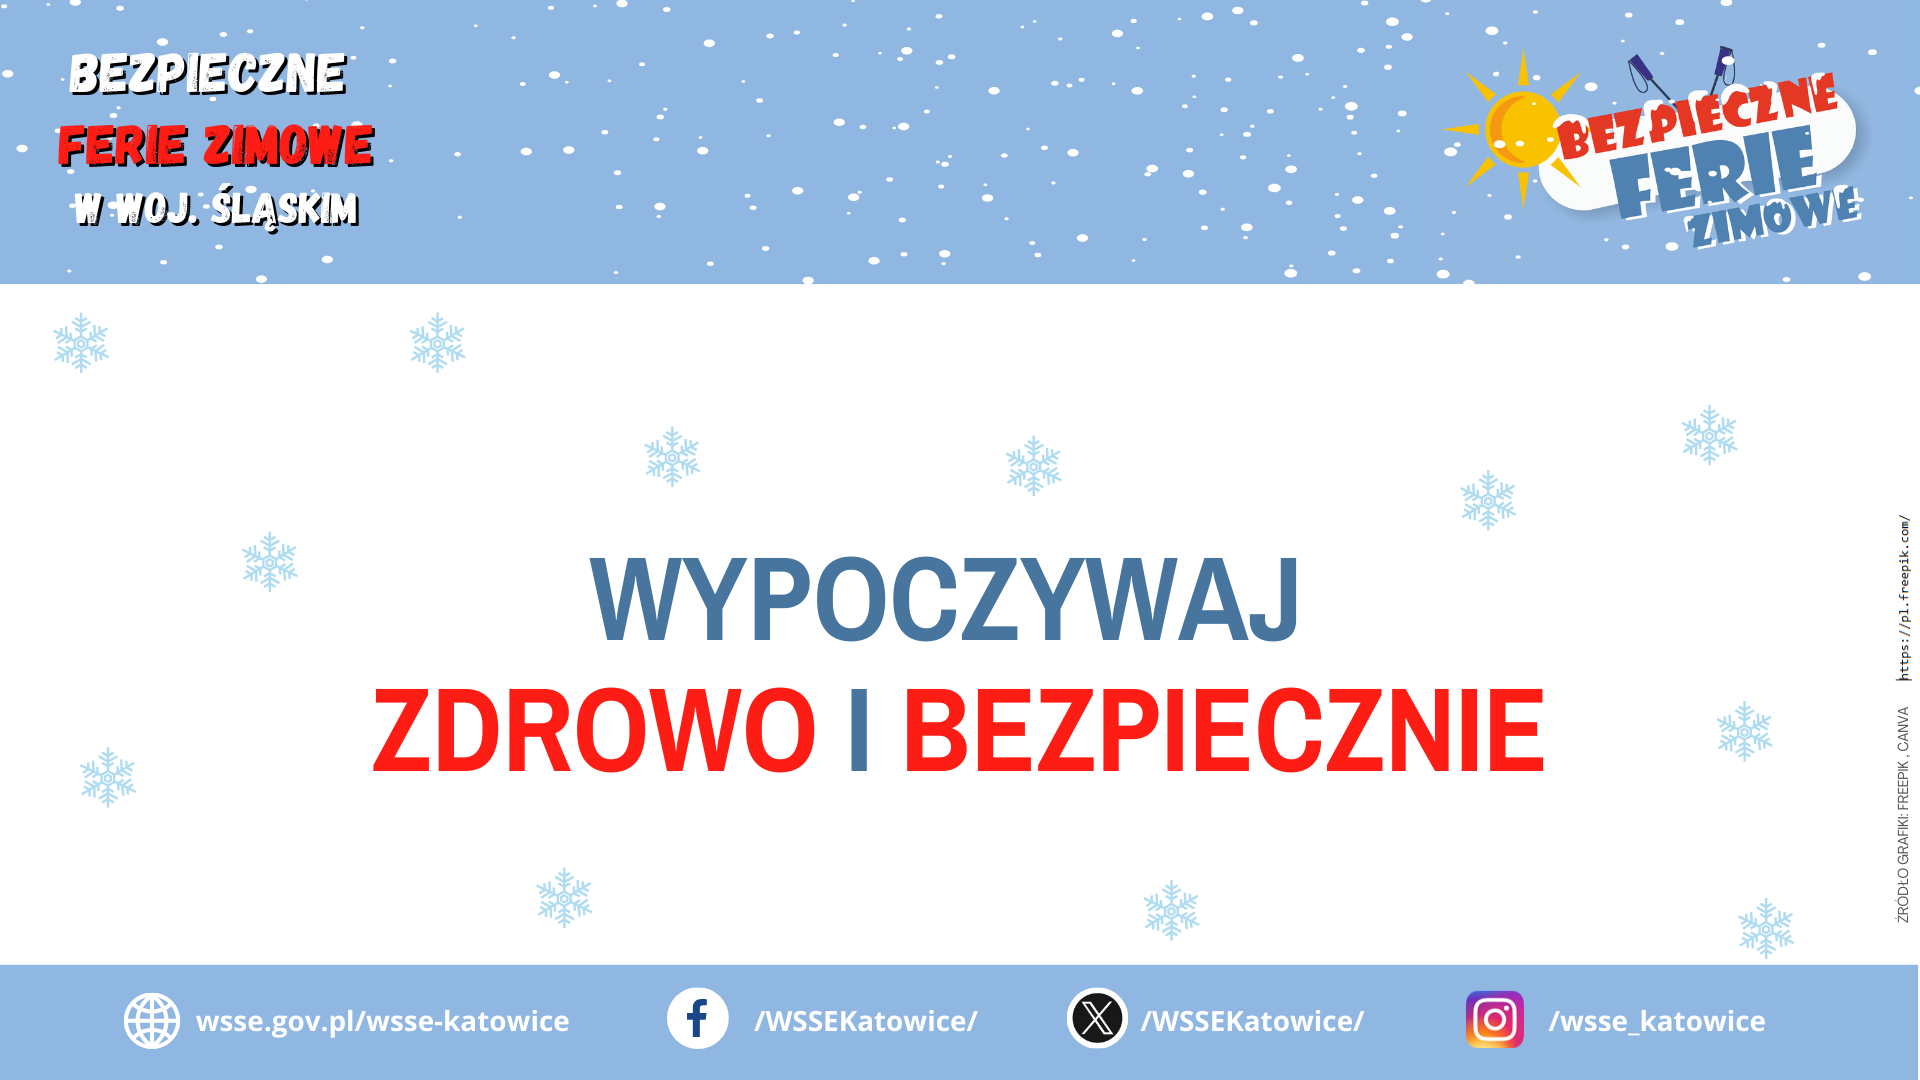 BEZPIECZNE
FERIE ZIMOWE
W WOJ. ŚLĄSKIM
BEZPIECZNE
FERIE
ZIMOWE
WYPOCZYWAJ
ZDROWO I BEZPIECZNIE
ŹRÓDŁO GRAFIKI: FREEPIK , CANVA https://pl.freepik.com/
wsse.gov.pl/wsse-katowice
/WSSEKatowice/
/WSSEKatowice/
/wsse_katowice